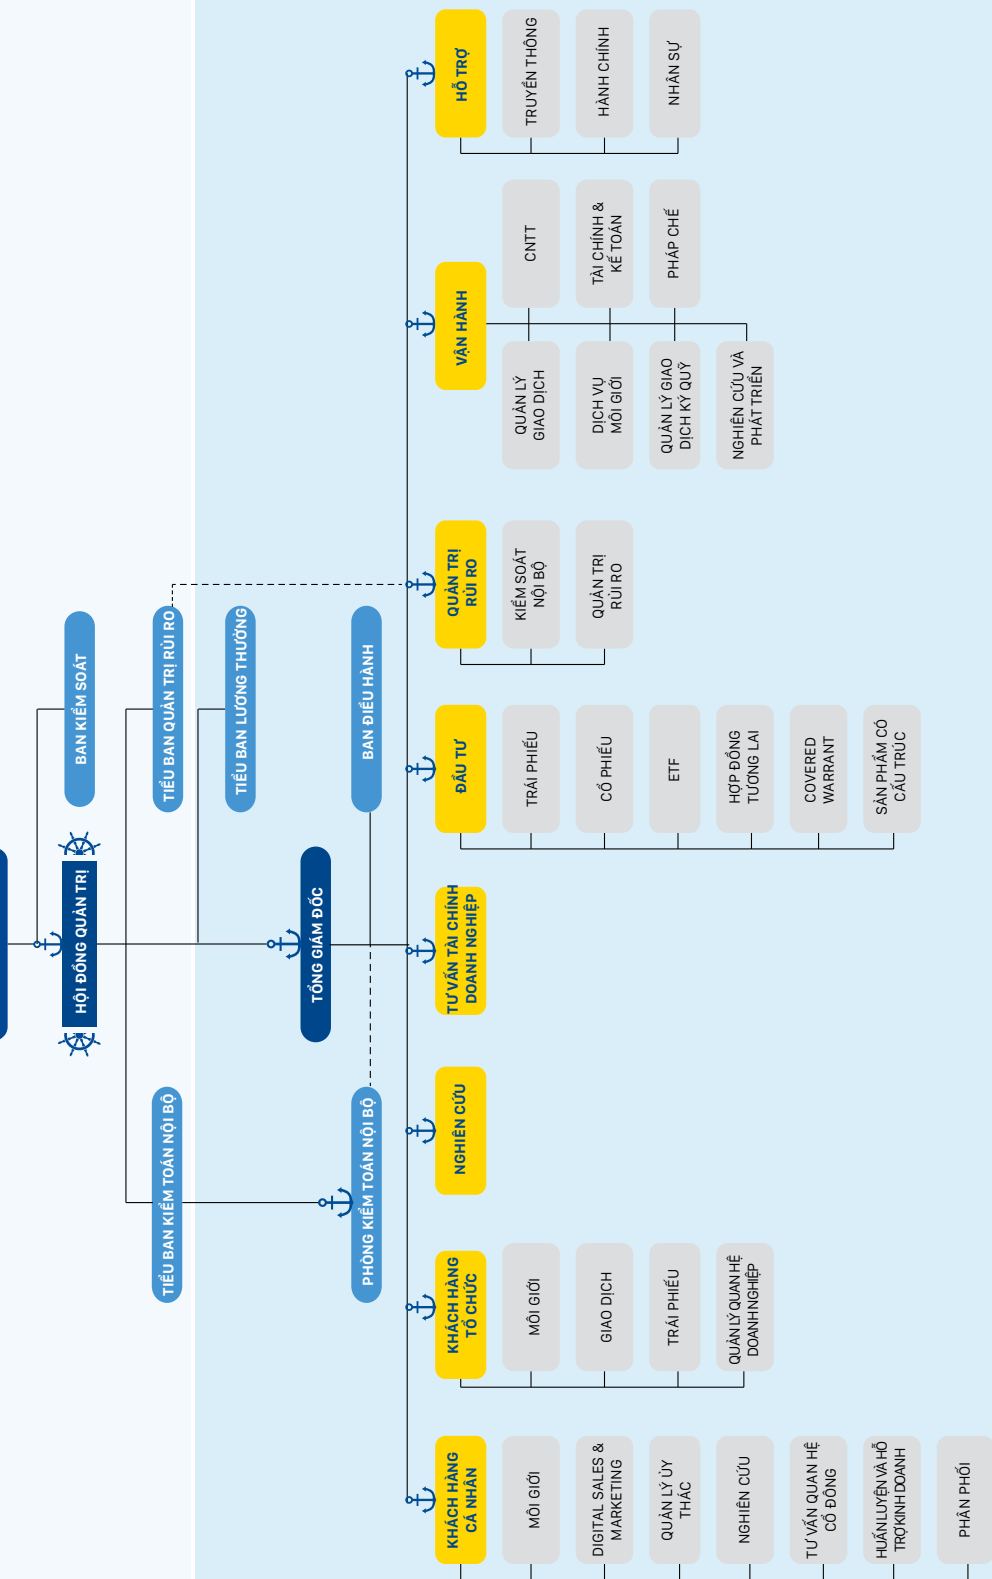 HỘI ĐỒNG QUẢN TRỊ
BAN KIỂM SOÁT
TIỂU BAN KIỂM TOÁN NỘI BỘ
TIỂU BAN QUẢN TRỊ RỦI RO
TIỂU BAN LƯƠNG THƯỞNG
TỔNG GIÁM ĐỐC
PHÒNG KIỂM TOÁN NỘI BỘ
BAN ĐIỀU HÀNH
KHÁCH HÀNG
CÁ NHÂN
MÔI GIỚI
DIGITAL SALES &
MARKETING
QUẢN LÝ ỦY
THÁC
NGHIÊN CỨU
TƯ VẤN QUAN HỆ
CỔ ĐÔNG
HUẤN LUYỆN VÀ HỖ
TRỢ KINH DOANH
PHÂN PHỐI
KHÁCH HÀNG
TỔ CHỨC
MÔI GIỚI
GIAO DỊCH
TRÁI PHIẾU
QUẢN LÝ QUAN HỆ
DOANH NGHIỆP
NGHIÊN CỨU
TƯ VẤN TÀI CHÍNH
DOANH NGHIỆP
ĐẦU TƯ
TRÁI PHIẾU
CỔ PHIẾU
ETF
HỢP ĐỒNG
TƯƠNG LAI
COVERED
WARRANT
SẢN PHẨM CÓ
CẤU TRÚC
QUẢN TRỊ
RỦI RO
KIỂM SOÁT
NỘI BỘ
QUẢN TRỊ
RỦI RO
VẬN HÀNH
QUẢN LÝ
GIAO DỊCH
CNTT
DỊCH VỤ
MÔI GIỚI
TÀI CHÍNH &
KẾ TOÁN
QUẢN LÝ GIAO
DỊCH KÝ QUỸ
PHÁP CHẾ
NGHIÊN CỨU VÀ
PHÁT TRIỂN
HỖ TRỢ
TRUYỀN THÔNG
HÀNH CHÍNH
NHÂN SỰ